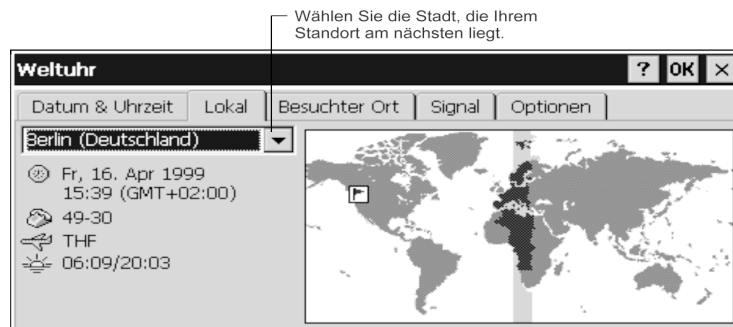 Wählen Sie die Stadt, die Ihrem
Standort am nächsten liegt.
Weltuhr ? OK ×
Datum & Uhrzeit Lokal Besuchter Ort Signal Optionen
Berlin (Deutschland)
Fr, 16. Apr 1999
15:39 (GMT+02:00)
49-30
THF
06:09/20:03